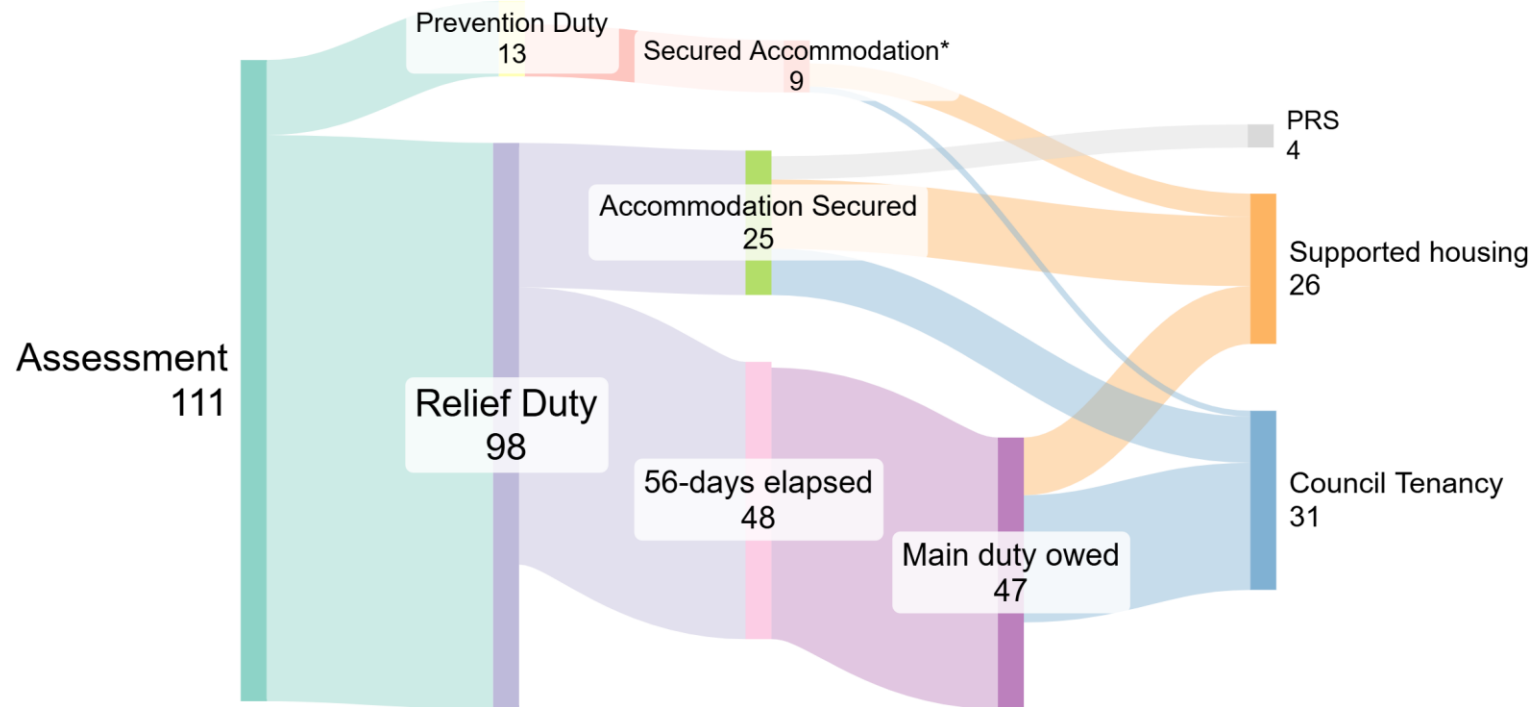 Prevention Duty
13
Secured Accommodation*
9
PRS
4
Accommodation Secured
25
Supported housing
26
Assessment
111
Relief Duty
98
56-days elapsed
48
Council Tenancy
31
Main duty owed
47